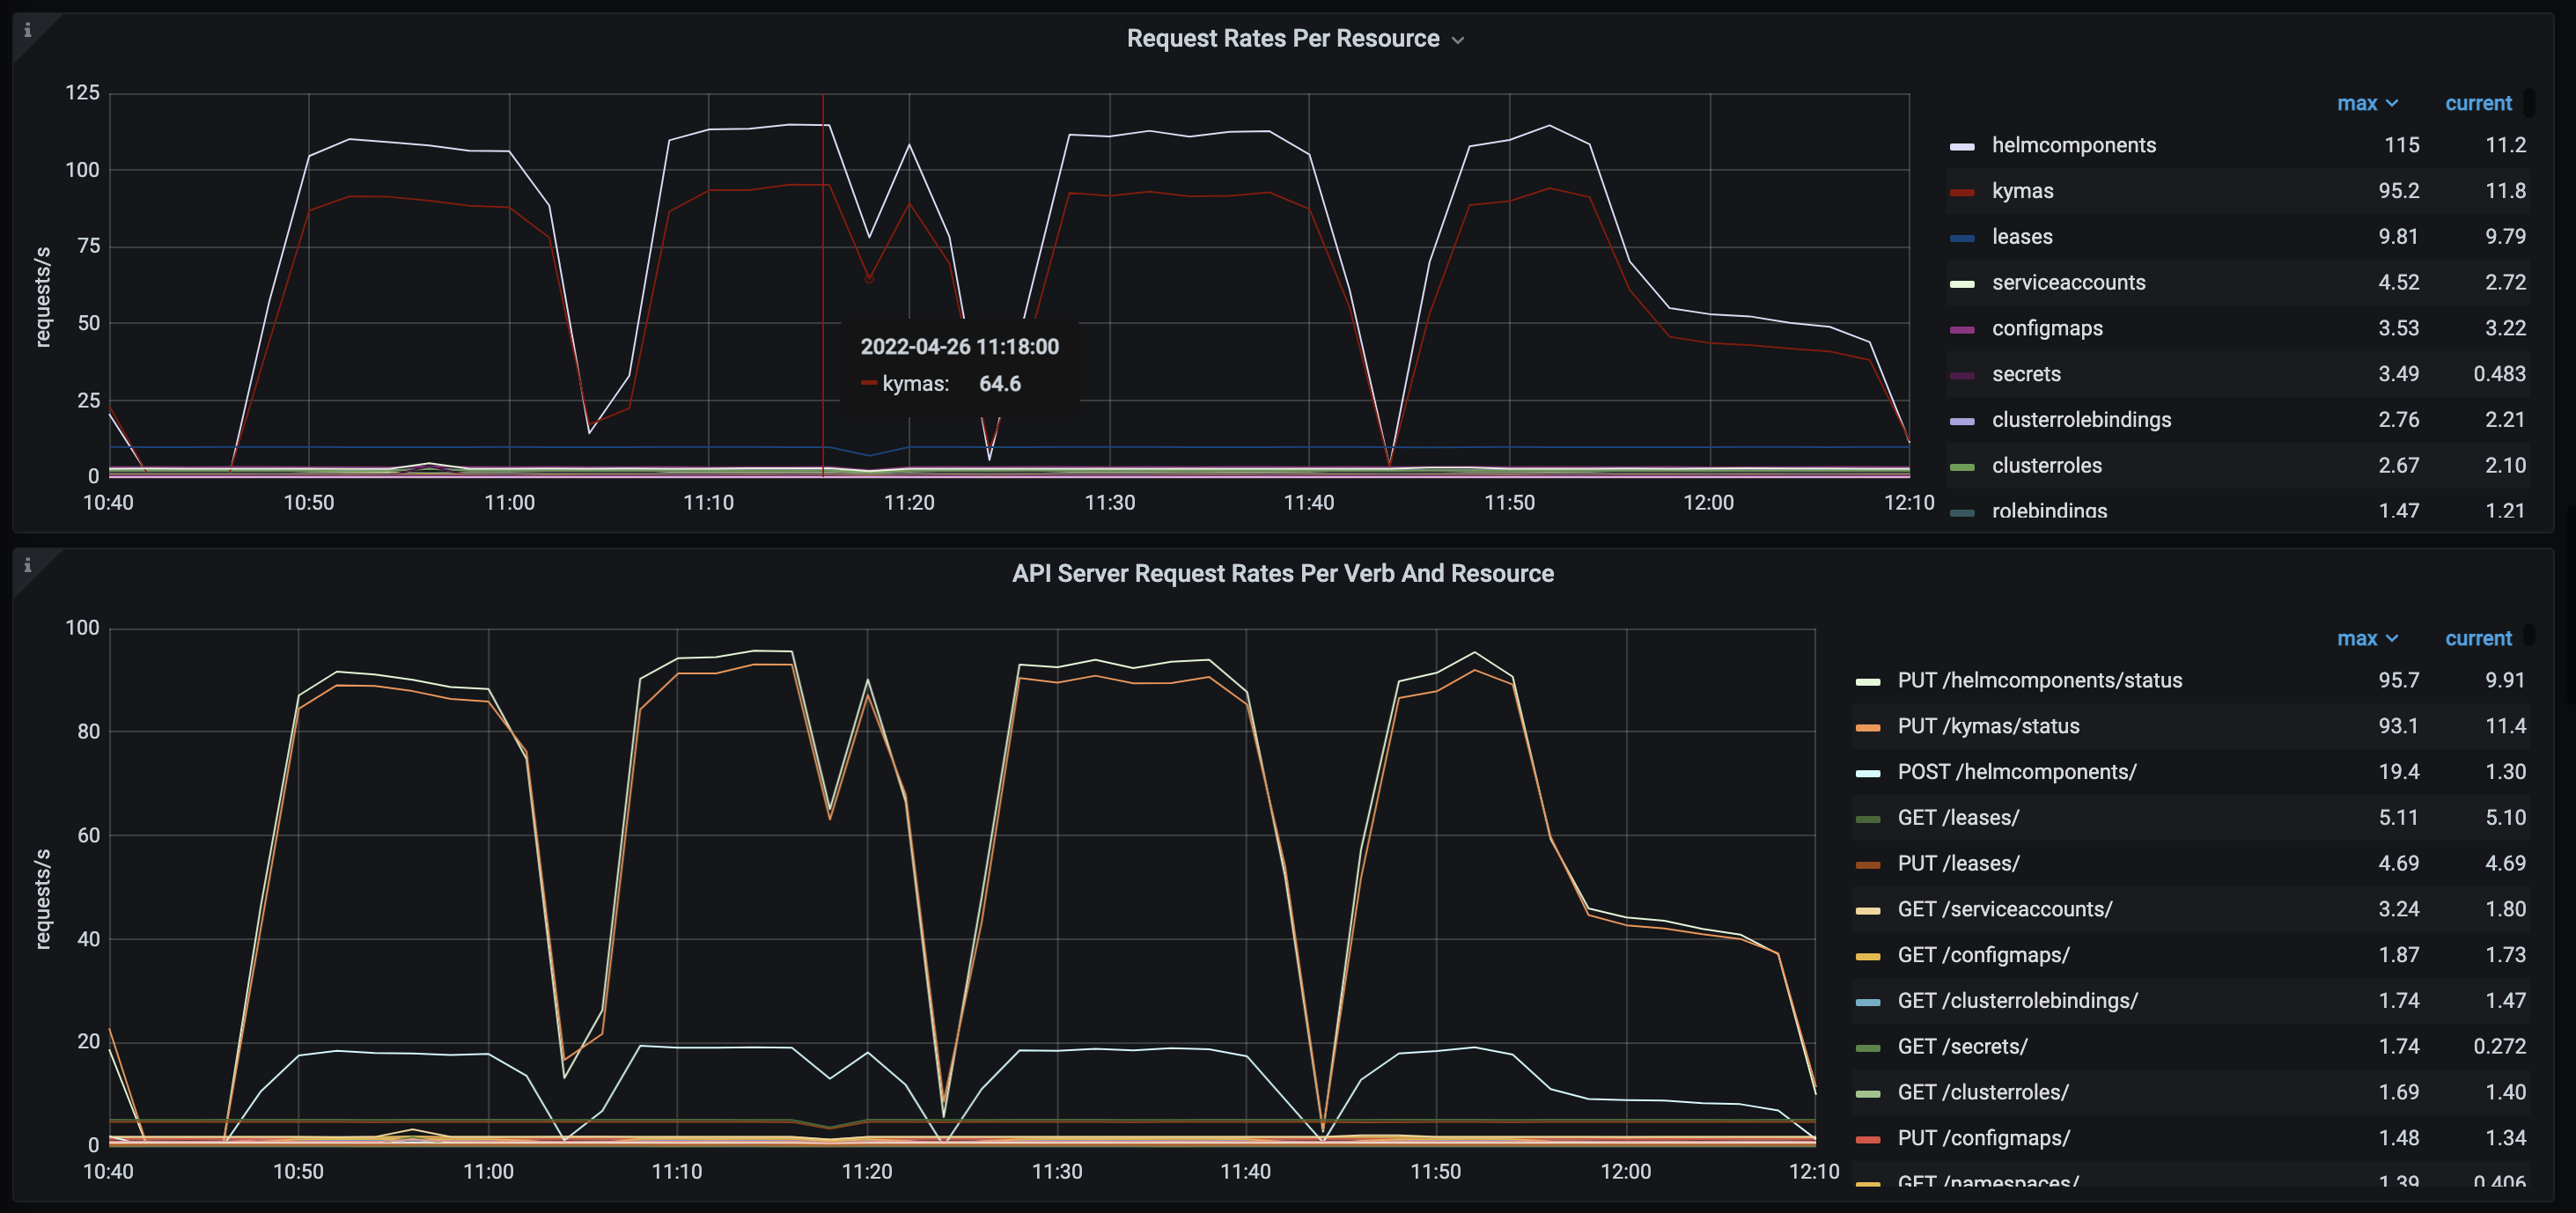 i
Request Rates Per Resource
max current
125
100
75
50
25
0
requests/s
10:40 10:50 11:00 11:10 11:20 11:30 11:40 11:50 12:00 12:10
2022-04-26 11:18:00
kymas: 64.6
helmcomponents 115 11.2
kymas 95.2 11.8
leases 9.81 9.79
serviceaccounts 4.52 2.72
configmaps 3.53 3.22
secrets 3.49 0.483
clusterrolebindings 2.76 2.21
clusterroles 2.67 2.10
rolebindings 1.47 1.21
i
API Server Request Rates Per Verb And Resource
max current
100
80
60
40
20
0
requests/s
10:40 10:50 11:00 11:10 11:20 11:30 11:40 11:50 12:00 12:10
PUT /helmcomponents/status 95.7 9.91
PUT /kymas/status 93.1 11.4
POST /helmcomponents/ 19.4 1.30
GET /leases/ 5.11 5.10
PUT /leases/ 4.69 4.69
GET /serviceaccounts/ 3.24 1.80
GET /configmaps/ 1.87 1.73
GET /clusterrolebindings/ 1.74 1.47
GET /secrets/ 1.74 0.272
GET /clusterroles/ 1.69 1.40
PUT /configmaps/ 1.48 1.34
GET /namespaces/ 1.39 0.406